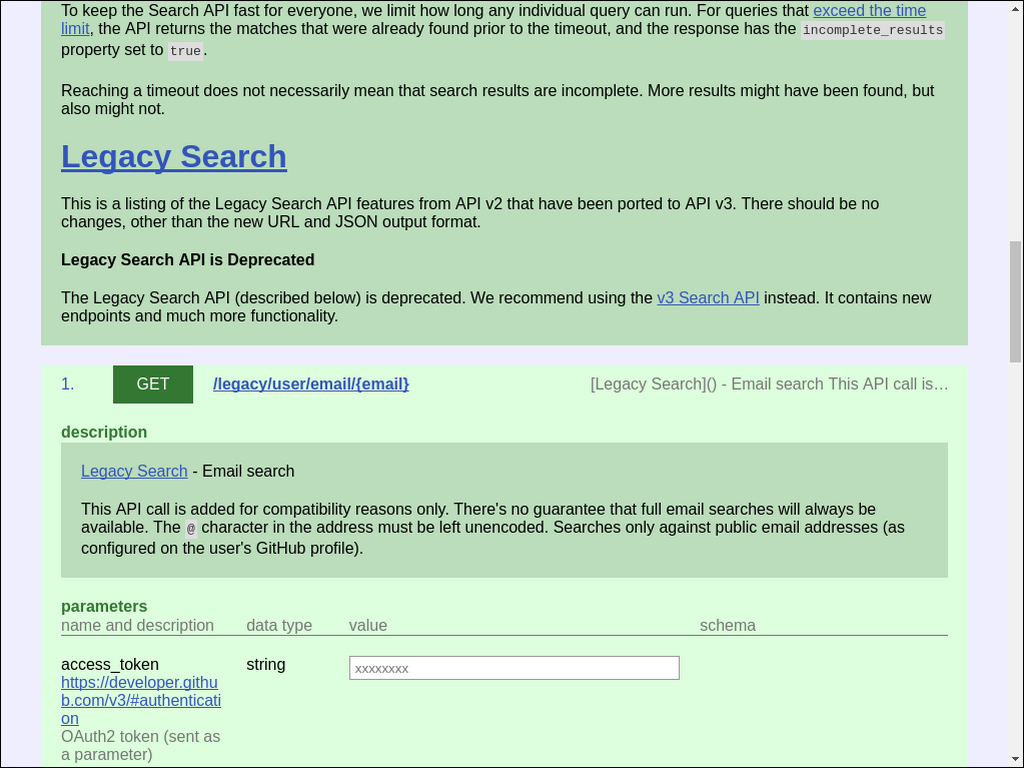 To keep the Search API fast for everyone, we limit how long any individual query can run. For queries that exceed the time
limit, the API returns the matches that were already found prior to the timeout, and the response has the incomplete_results
property set to true.
Reaching a timeout does not necessarily mean that search results are incomplete. More results might have been found, but
also might not.
Legacy Search
This is a listing of the Legacy Search API features from API v2 that have been ported to API v3. There should be no
changes, other than the new URL and JSON output format.
Legacy Search API is Deprecated
The Legacy Search API (described below) is deprecated. We recommend using the v3 Search API instead. It contains new
endpoints and much more functionality.
1. GET /legacy/user/email/{email} [Legacy Search]() - Email search This API call is…
description
Legacy Search - Email search
This API call is added for compatibility reasons only. There's no guarantee that full email searches will always be
available. The @ character in the address must be left unencoded. Searches only against public email addresses (as
configured on the user's GitHub profile).
parameters
name and description data type value schema
access_token string xxxxxxxx
https://developer.githu
b.com/v3/#authenticati
on
OAuth2 token (sent as
a parameter)